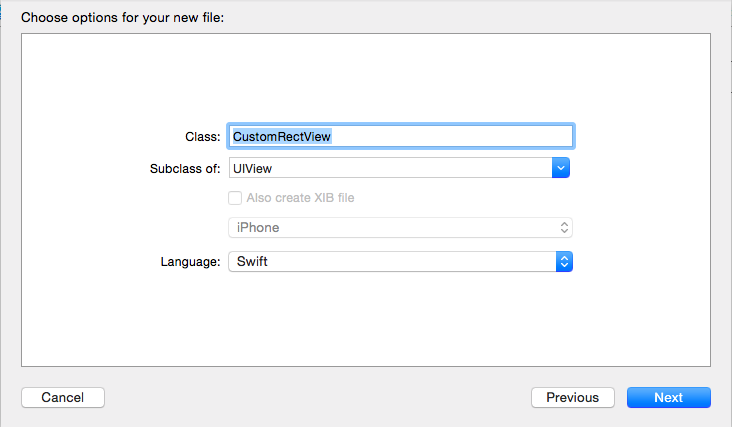 Choose options for your new file:
Class: CustomRectView
Subclass of: UIView
Also create XIB file
iPhone
Language: Swift
Cancel Previous Next